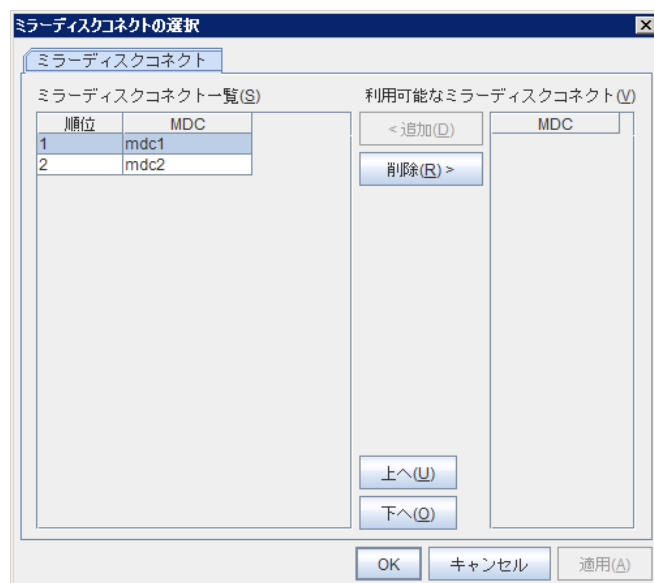 ミラーディスクコネクトの選択
ミラーディスクコネクト
ミラーディスクコネクト一覧(S) 利用可能なミラーディスクコネクト(V)
順位 MDC < 追加(D) MDC
1 mdc1
2 mdc2 削除(R) >
上へ(U)
下へ(O)
OK キャンセル 適用(A)